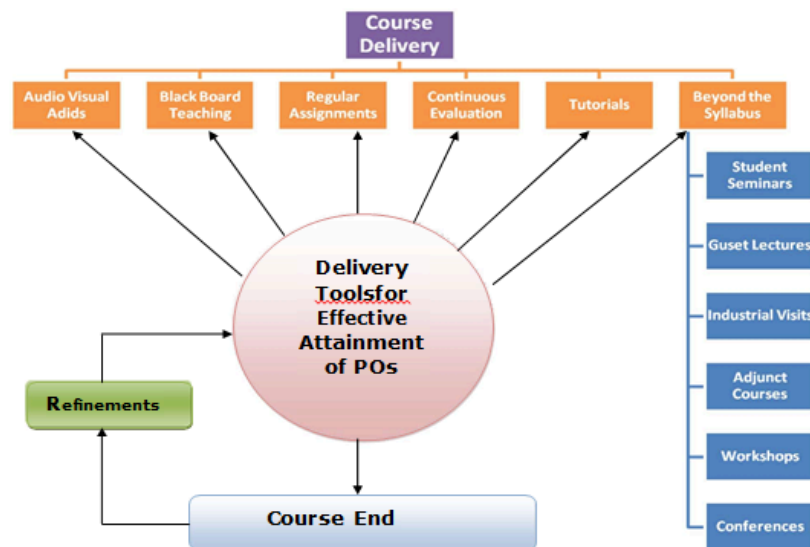 Course
Delivery
Audio Visual
Adids
Black Board
Teaching
Regular
Assignments
Continuous
Evaluation
Tutorials
Beyond the
Syllabus
Student
Seminars
Guset Lectures
Industrial Visits
Adjunct
Courses
Workshops
Conferences
Delivery
Toolsfor
Effective
Attainment
of POs
Refinements
Course End